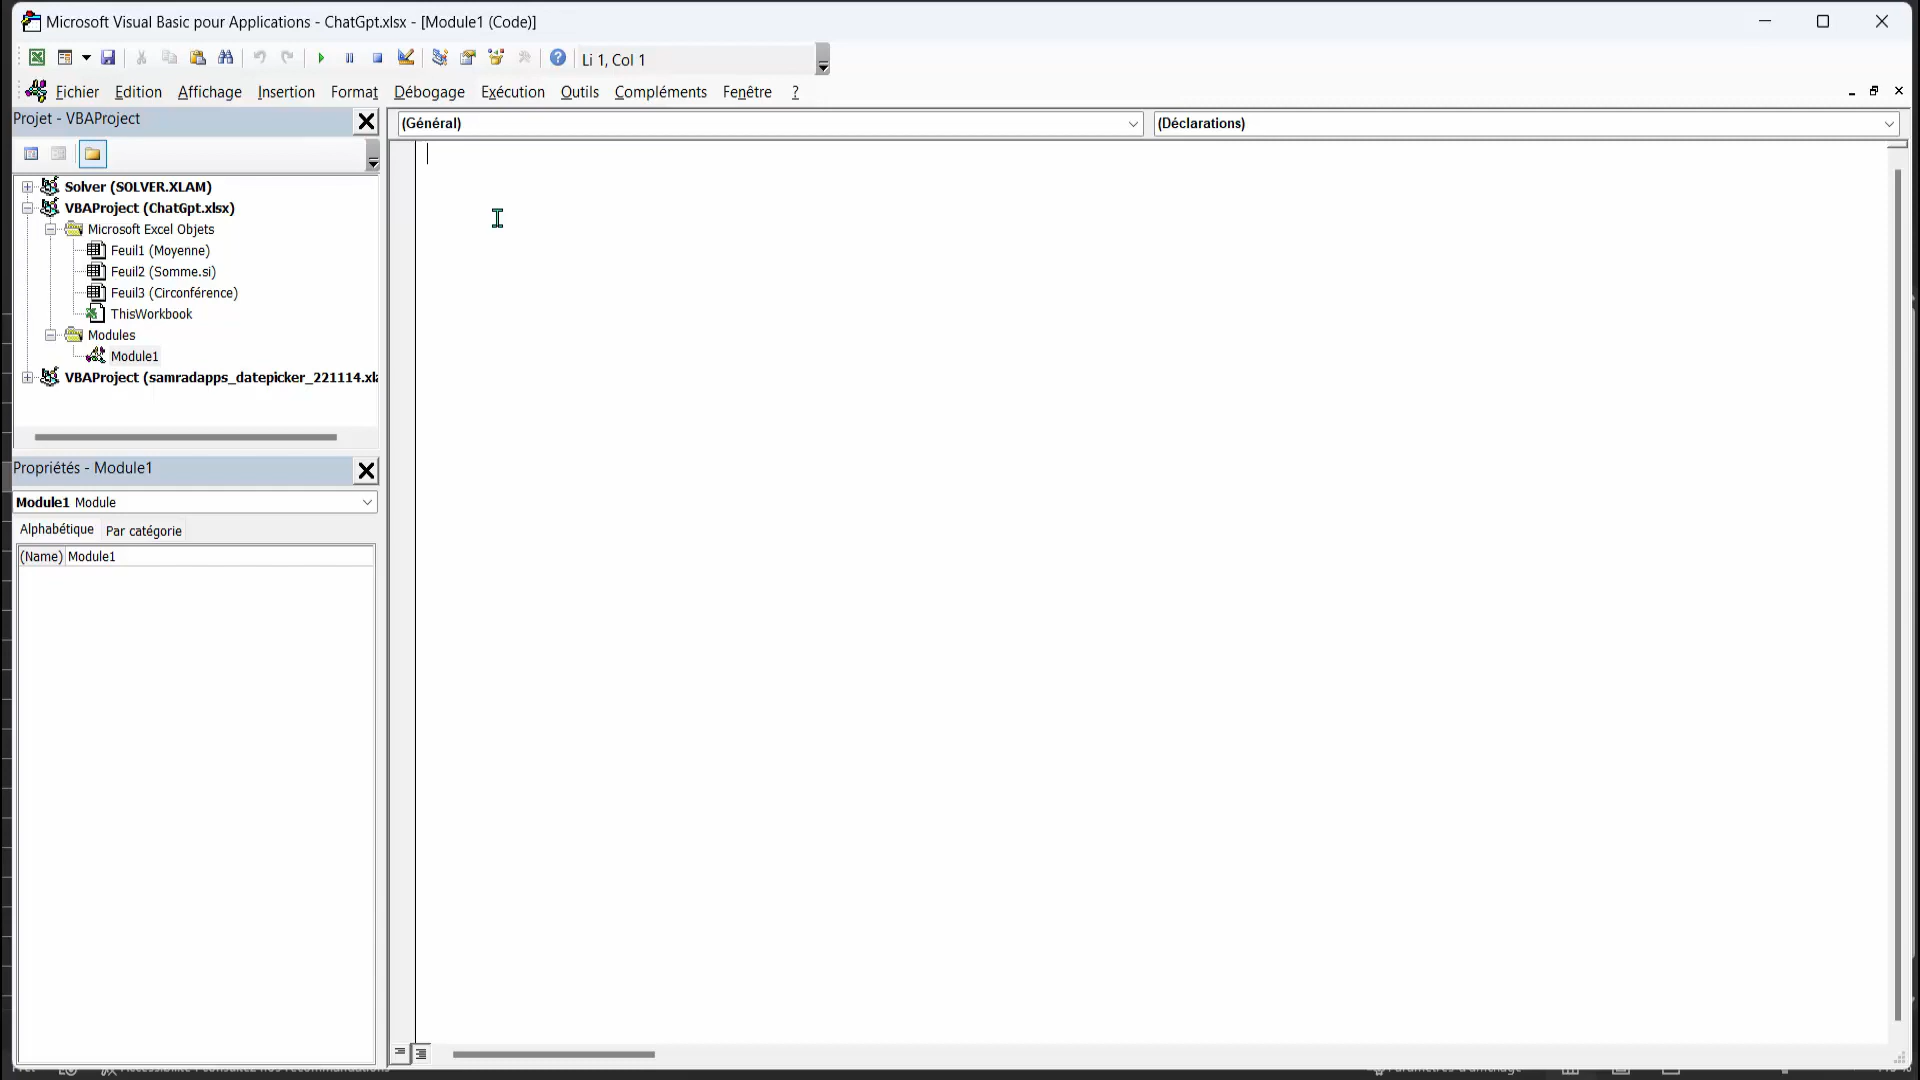 Microsoft Visual Basic pour Applications - ChatGpt.xlsx - [Module1 (Code)]
Li 1, Col 1
Fichier Edition Affichage Insertion Format Débogage Exécution Outils Compléments Fenêtre ?
Projet - VBAProject
(Général) (Déclarations)
Solver (SOLVER.XLAM)
VBAProject (ChatGpt.xlsx)
Microsoft Excel Objets
Feuil1 (Moyenne)
Feuil2 (Somme.si)
Feuil3 (Circonférence)
ThisWorkbook
Modules
Module1
VBAProject (samradapps_datepicker_221114.xla
Propriétés - Module1
Module1 Module
Alphabétique Par catégorie
(Name) Module1